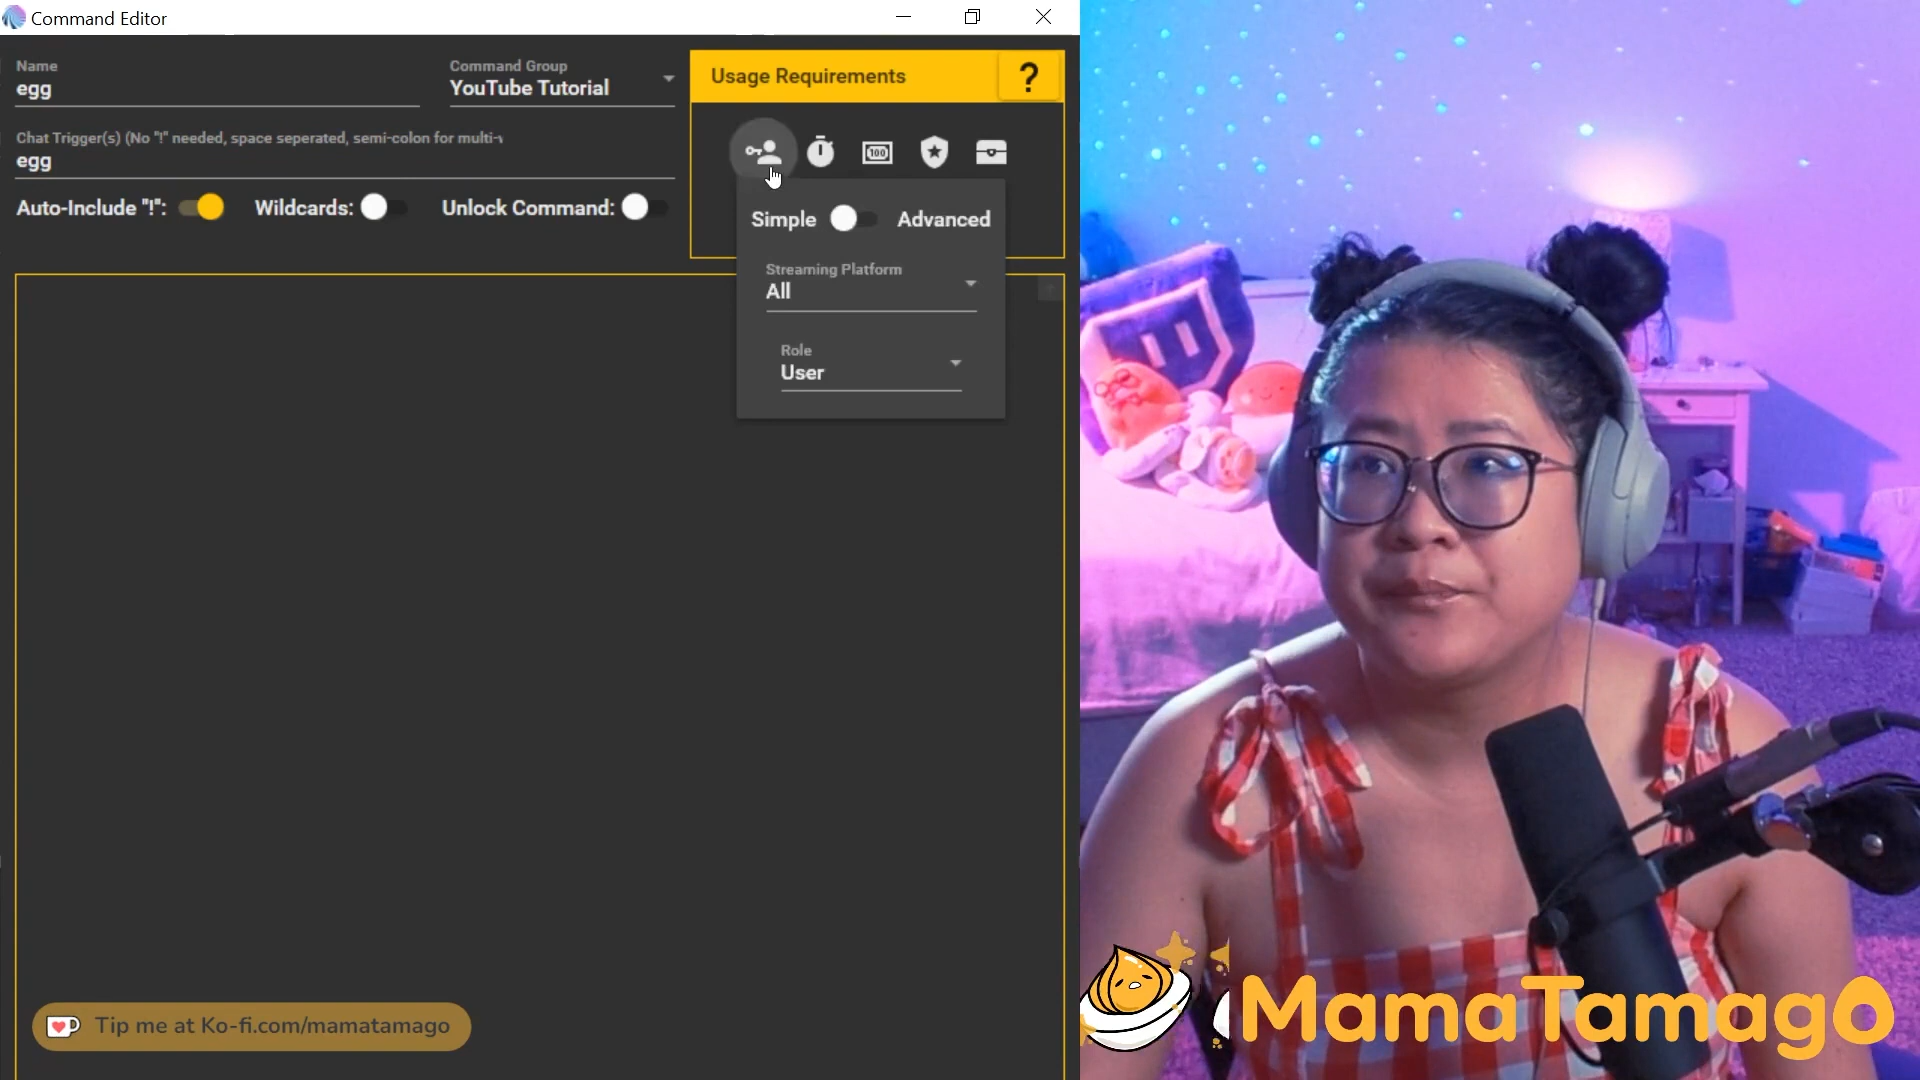 Command Editor
Name
egg
Command Group
YouTube Tutorial
Chat Trigger(s) (No "!" needed, space seperated, semi-colon for multi-
egg
Auto-Include "!":
Wildcards:
Unlock Command:
Usage Requirements
?
100
Simple
Advanced
Streaming Platform
All
Role
User
Tip me at Ko-fi.com/mamatamago
MamaTamago